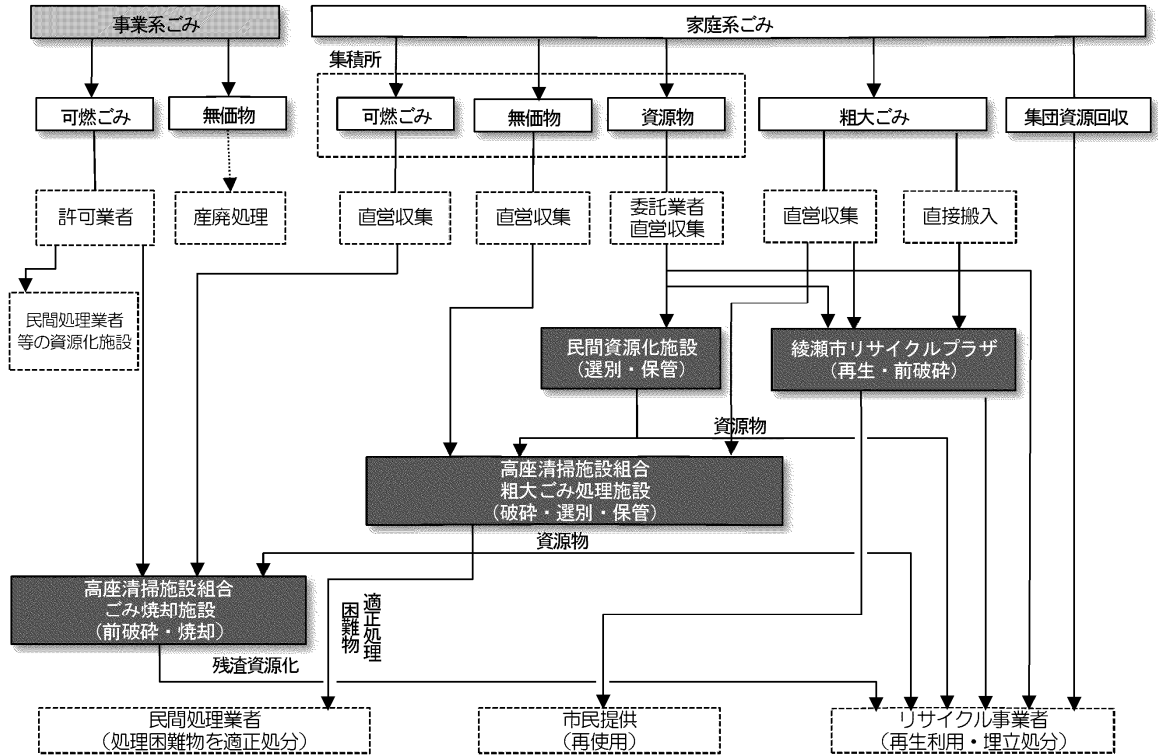 事業系ごみ
家庭系ごみ
集積所
可燃ごみ
無価物
可燃ごみ
無価物
資源物
粗大ごみ
集団資源回収
許可業者
産廃処理
直営収集
直営収集
委託業者
直営収集
直営収集
直接搬入
民間処理業者
等の資源化施設
民間資源化施設
（選別・保管）
綾瀬市リサイクルプラザ
（再生・前破砕）
資源物
高座清掃施設組合
粗大ごみ処理施設
（破砕・選別・保管）
資源物
高座清掃施設組合
ごみ焼却施設
（前破砕・焼却）
適正処理
困難物
残渣資源化
民間処理業者
（処理困難物を適正処分）
市民提供
（再使用）
リサイクル事業者
（再生利用・埋立処分）